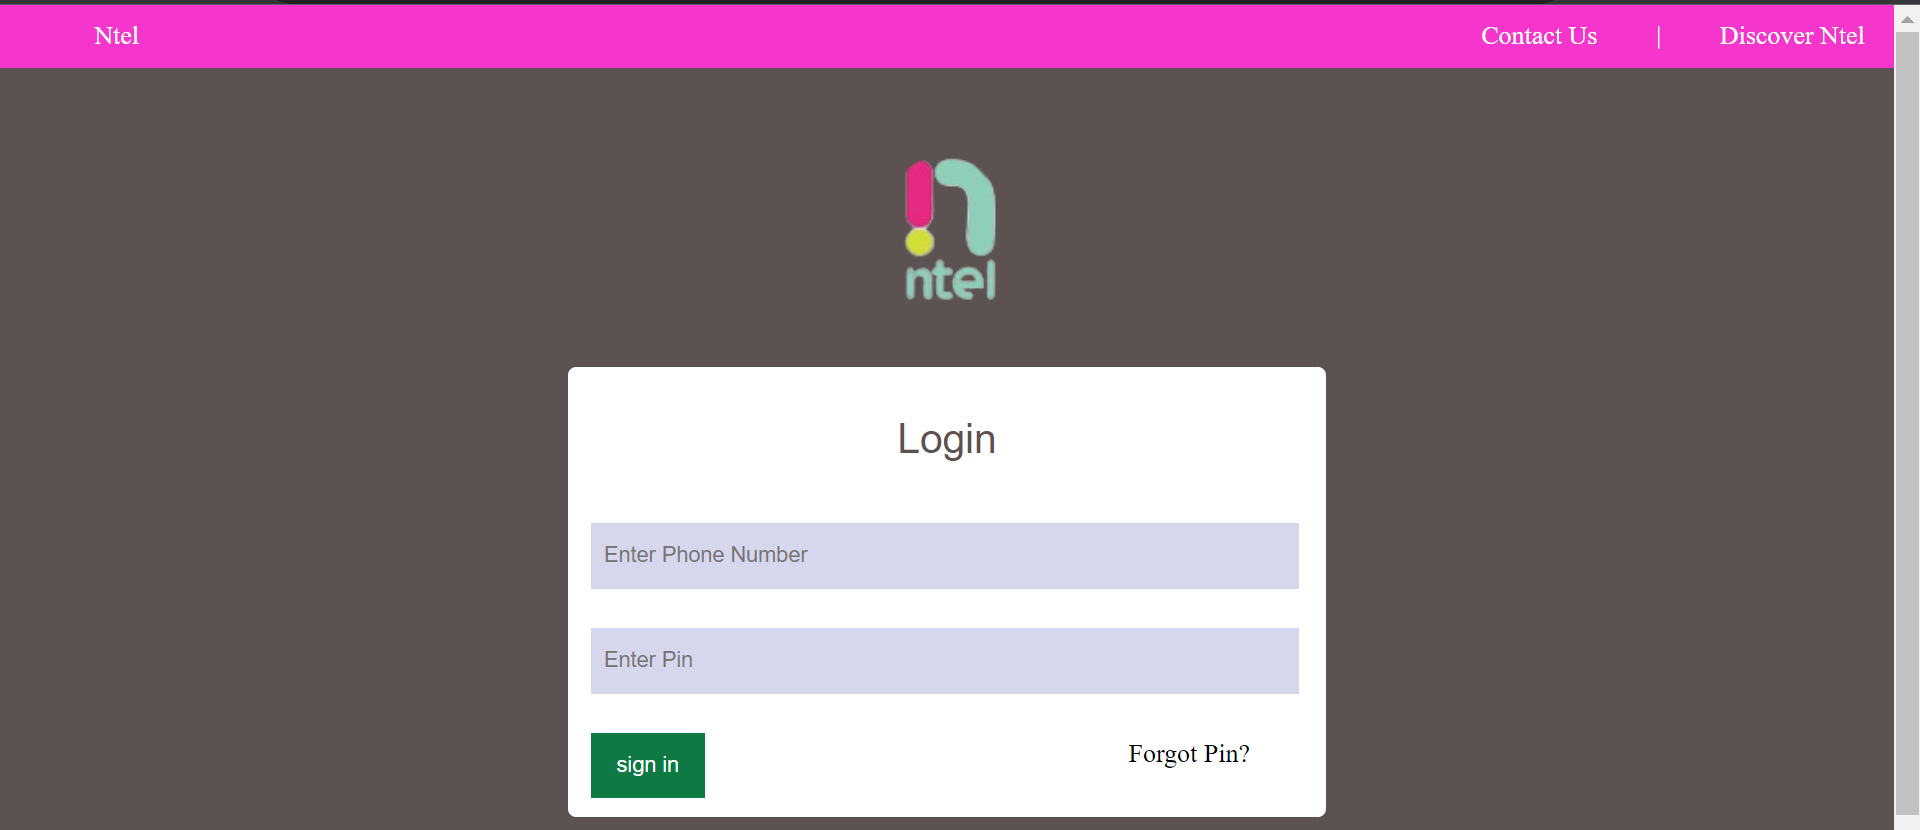 Ntel
Contact Us | Discover Ntel
ntel
Login
Enter Phone Number
Enter Pin
sign in
Forgot Pin?